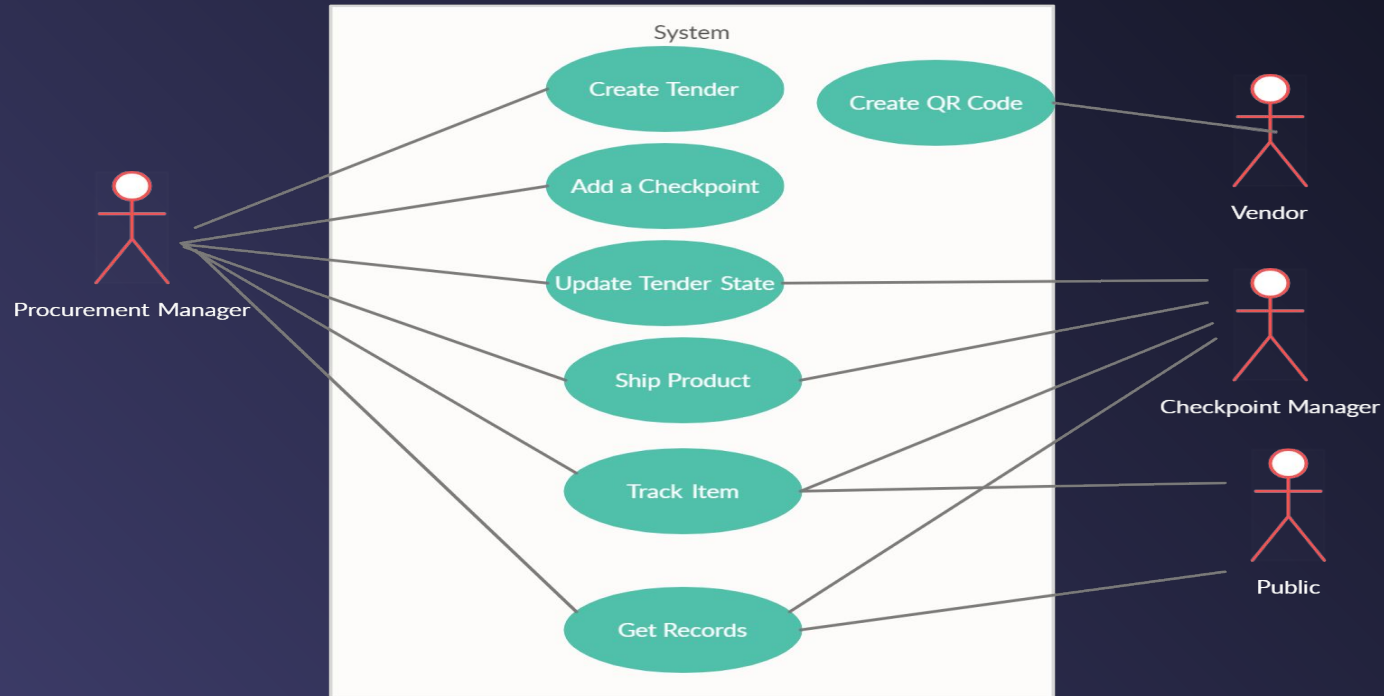 System
Create Tender
Create QR Code
Add a Checkpoint
Vendor
Update Tender State
Procurement Manager
Ship Product
Checkpoint Manager
Track Item
Public
Get Records